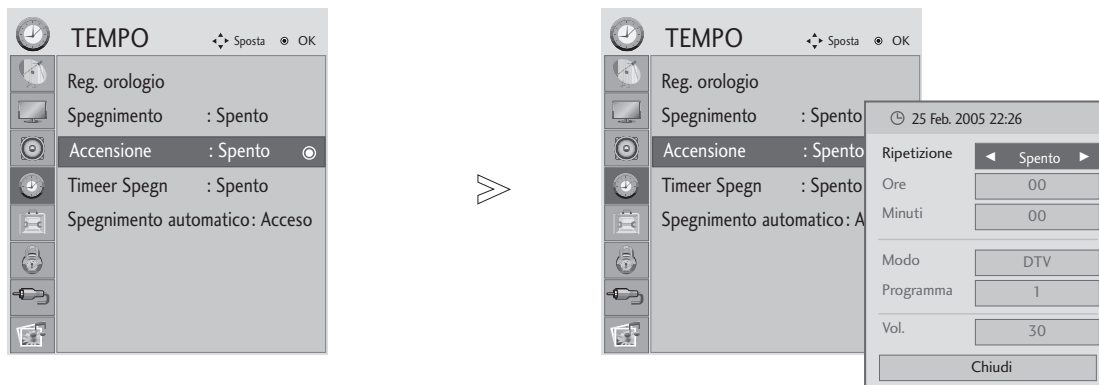 TEMPO Sposta OK
Reg. orologio
Spegnimento : Spento
Accensione : Spento
Timeer Spegn : Spento
Spegnimento automatico : Acceso
TEMPO Sposta OK
Reg. orologio
Spegnimento : Spento
Accensione : Spento
Timeer Spegn : Spento
Spegnimento automatico : A
25 Feb. 2005 22:26
Ripetizione ◄ Spento ►
Ore 00
Minuti 00
Modo DTV
Programma 1
Vol. 30
Chiudi